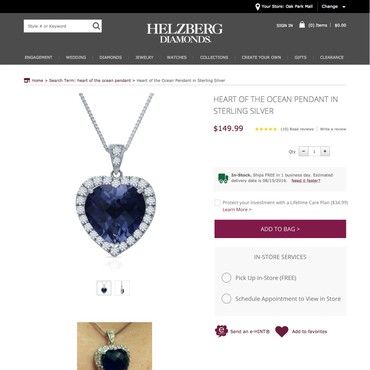 Your Store: Oak Park Mall Change
Style # or Keyword
HELZBERG
DIAMONDS.
SIGN IN (0) Items | $0.00
ENGAGEMENT WEDDING DIAMONDS JEWELRY WATCHES COLLECTIONS CREATE YOUR OWN GIFTS CLEARANCE
Home > Search Term: heart of the ocean pendant > Heart of the Ocean Pendant in Sterling Silver
HEART OF THE OCEAN PENDANT IN
STERLING SILVER
$149.99
(10) Read reviews | Write a review
Qty 1
In-Stock. Ships FREE in 1 business day. Estimated
delivery date is 08/15/2016. Need it faster?
Protect your investment with a Lifetime Care Plan ($34.99)
Learn More >
ADD TO BAG >
IN-STORE SERVICES
Pick Up in-Store (FREE)
Schedule Appointment to View in Store
Send an e-HINT® Add to favorites